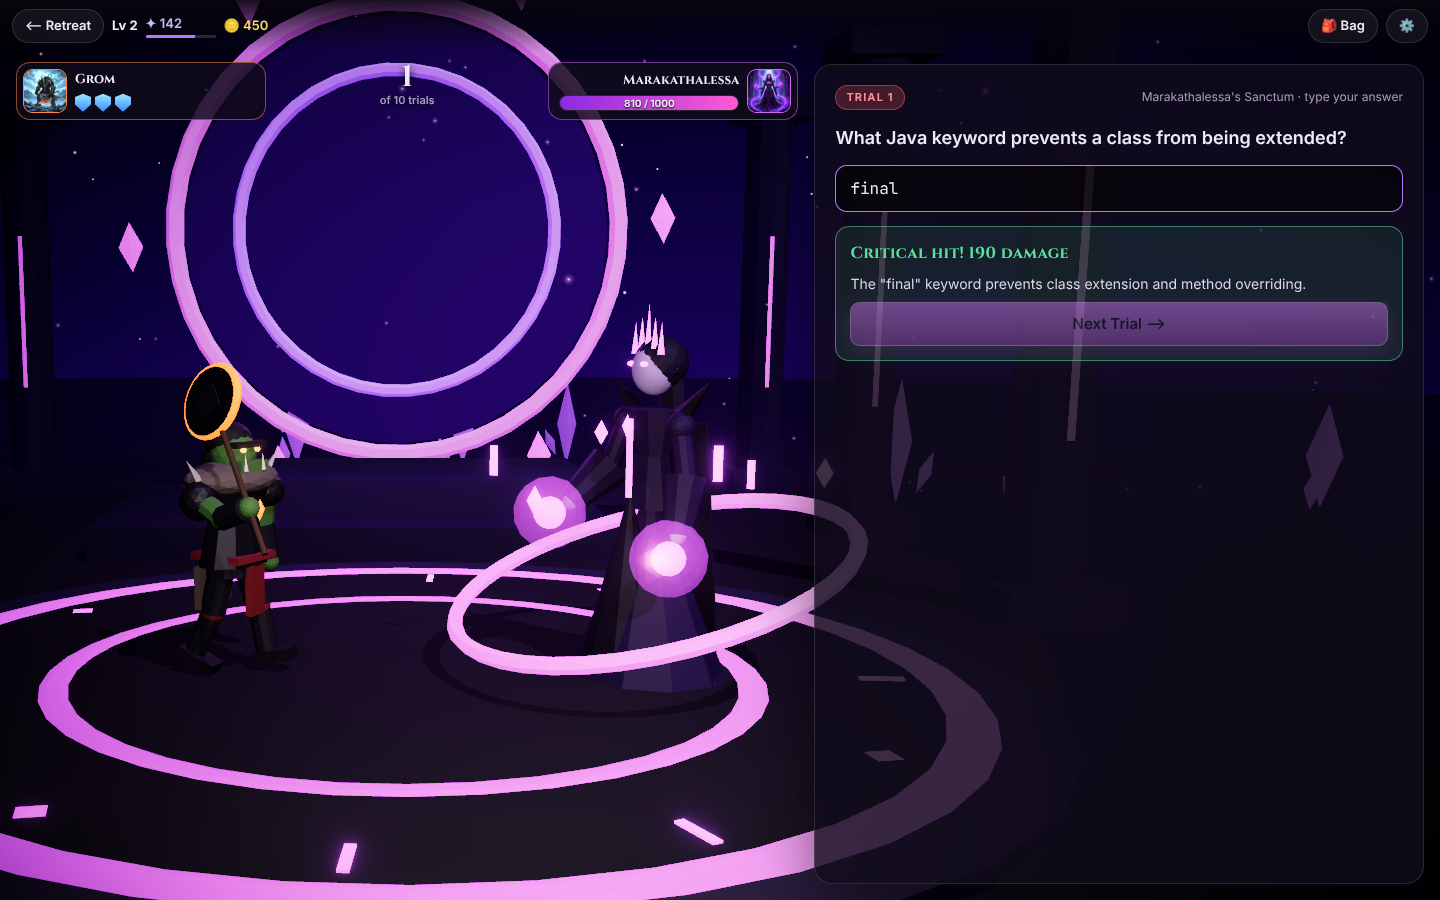 ← Retreat
Lv 2
142
450
Bag
Grom
1
of 10 trials
Marakathalessa
810 / 1000
TRIAL 1
Marakathalessa's Sanctum · type your answer
What Java keyword prevents a class from being extended?
final
Critical hit! 190 damage
The "final" keyword prevents class extension and method overriding.
Next Trial →